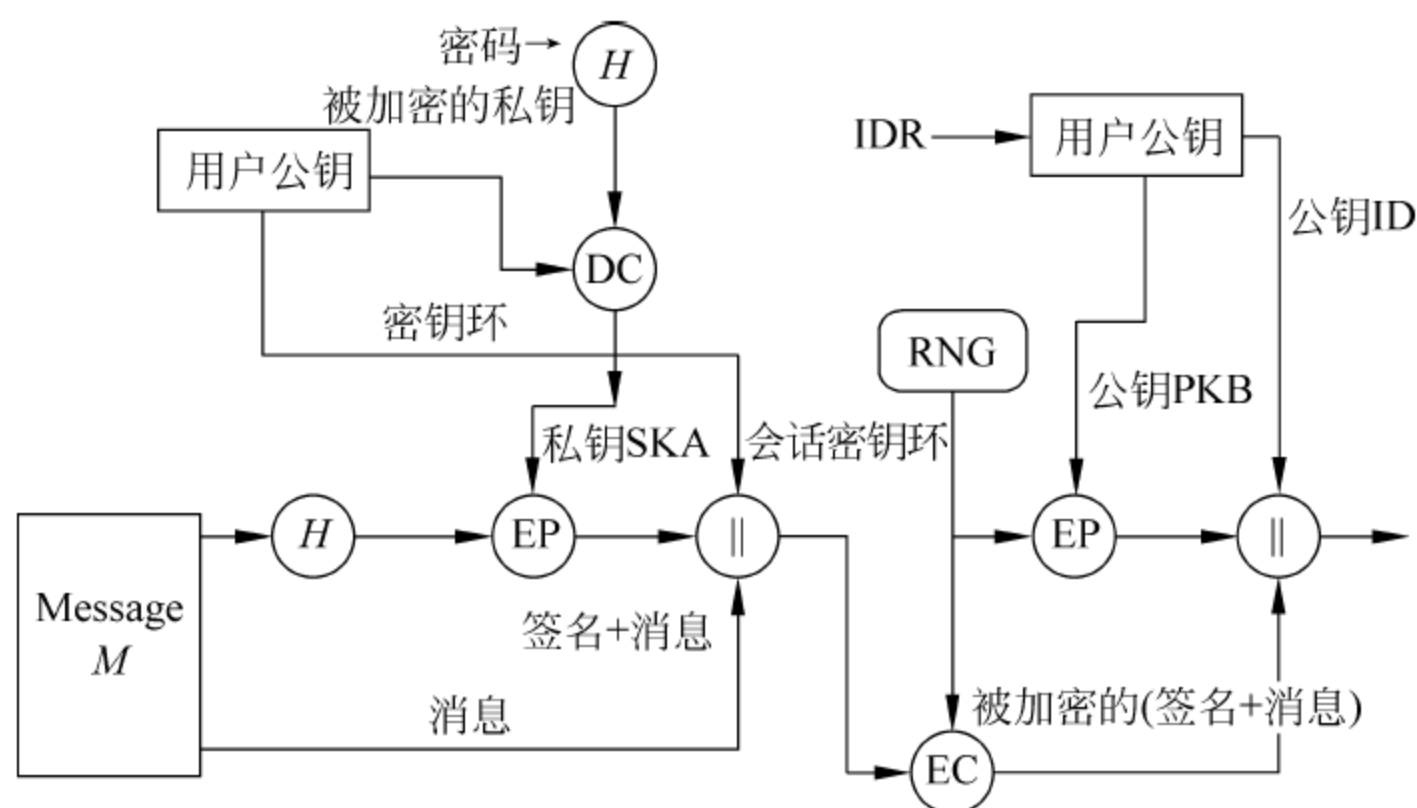 密码→
H
被加密的私钥
IDR
用户公钥
用户公钥
公钥ID
DC
密钥环
RNG
公钥PKB
私钥SKA
会话密钥环
H
EP
||
EP
||
Message
M
签名+消息
消息
被加密的(签名+消息)
EC